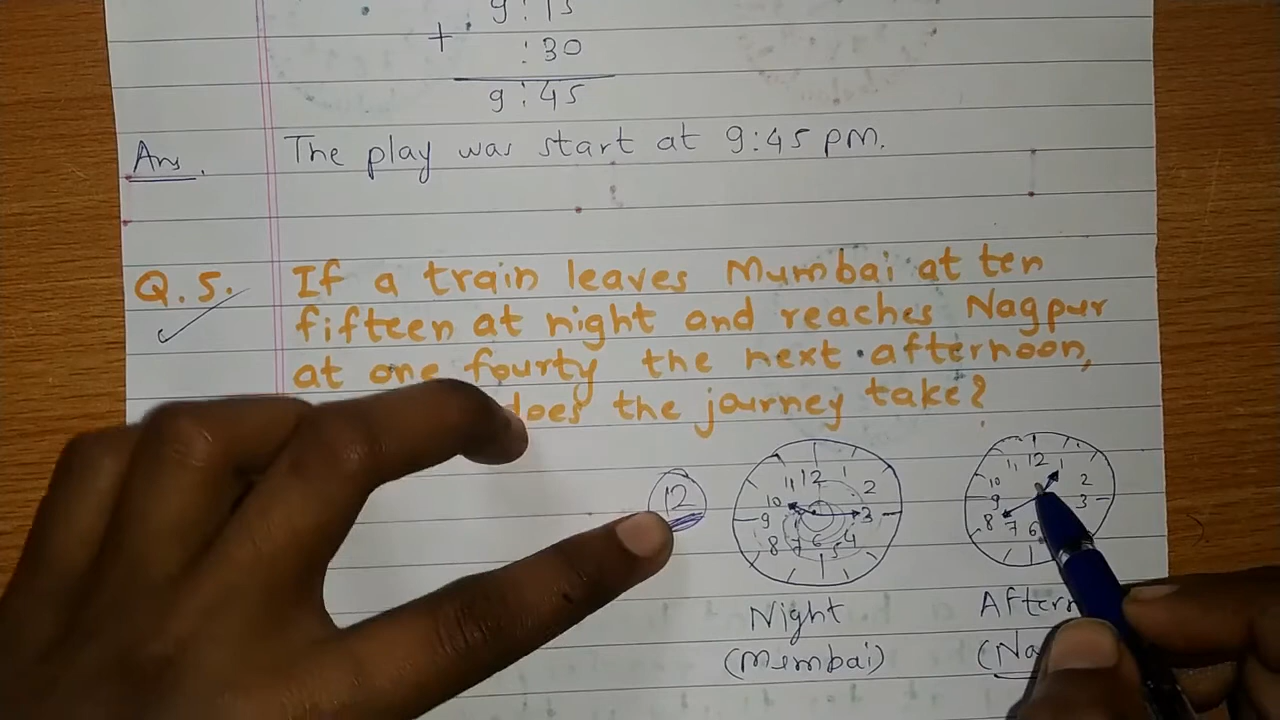 9:15
+ :30
9:45
Ans. The play was start at 9:45 pm.
Q.5. If a train leaves Mumbai at ten
fifteen at night and reaches Nagpur
at one fourty the next afternoon,
does the journey take?
12
11 12 1
10 2
9 3
8 4
7 6 5
11 12 1
10 2
9 3
8 7 6
Night
(Mumbai)